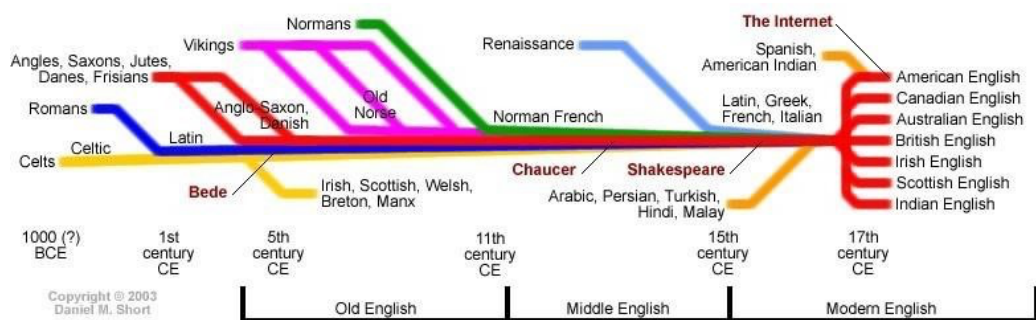 The Internet
Normans
Vikings
Renaissance
Spanish,
American Indian
Angles, Saxons, Jutes,
Danes, Frisians
American English
Romans
Anglo-Saxon,
Danish
Old
Norse
Norman French
Latin, Greek,
French, Italian
Canadian English
Australian English
British English
Irish English
Scottish English
Indian English
Latin
Celtic
Celts
Bede
Chaucer
Shakespeare
Irish, Scottish, Welsh,
Breton, Manx
Arabic, Persian, Turkish,
Hindi, Malay
1000 (?)
BCE
1st
century
CE
5th
century
CE
11th
century
CE
15th
century
CE
17th
century
CE
Copyright © 2003
Daniel M. Short
Old English
Middle English
Modern English